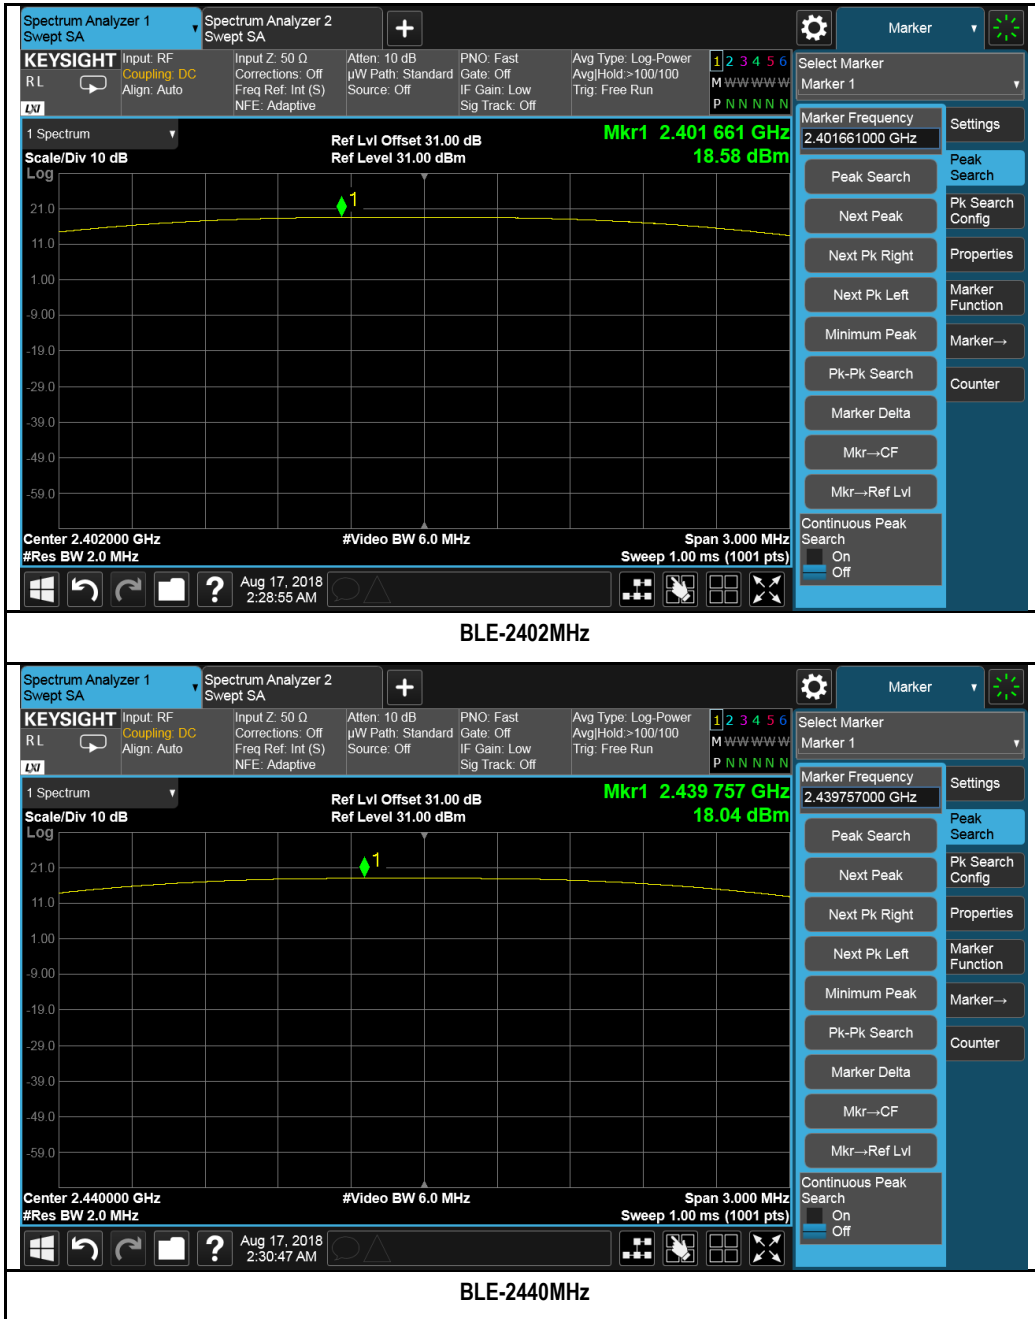 Spectrum Analyzer 1
Swept SA
Spectrum Analyzer 2
Swept SA
Marker
KEYSIGHT
R L
LXI
Input: RF
Coupling: DC
Align: Auto
Input Z: 50 Ω
Corrections: Off
Freq Ref: Int (S)
NFE: Adaptive
Atten: 10 dB
µW Path: Standard
Source: Off
PNO: Fast
Gate: Off
IF Gain: Low
Sig Track: Off
Avg Type: Log-Power
Avg|Hold:>100/100
Trig: Free Run
1 2 3 4 5 6
M W W W W W
P N N N N N
Select Marker
Marker 1
1 Spectrum
Scale/Div 10 dB
Log
Ref Lvl Offset 31.00 dB
Ref Level 31.00 dBm
Mkr1 2.401 661 GHz
18.58 dBm
1
21.0
11.0
1.00
-9.00
-19.0
-29.0
-39.0
-49.0
-59.0
Center 2.402000 GHz
#Res BW 2.0 MHz
#Video BW 6.0 MHz
Span 3.000 MHz
Sweep 1.00 ms (1001 pts)
Marker Frequency
2.401661000 GHz
Peak Search
Next Peak
Next Pk Right
Next Pk Left
Minimum Peak
Pk-Pk Search
Marker Delta
Mkr→CF
Mkr→Ref Lvl
Continuous Peak
Search
On
Off
Settings
Peak
Search
Pk Search
Config
Properties
Marker
Function
Marker→
Counter
?
Aug 17, 2018
2:28:55 AM
BLE-2402MHz
Spectrum Analyzer 1
Swept SA
Spectrum Analyzer 2
Swept SA
Marker
KEYSIGHT
R L
LXI
Input: RF
Coupling: DC
Align: Auto
Input Z: 50 Ω
Corrections: Off
Freq Ref: Int (S)
NFE: Adaptive
Atten: 10 dB
µW Path: Standard
Source: Off
PNO: Fast
Gate: Off
IF Gain: Low
Sig Track: Off
Avg Type: Log-Power
Avg|Hold:>100/100
Trig: Free Run
1 2 3 4 5 6
M W W W W W
P N N N N N
Select Marker
Marker 1
1 Spectrum
Scale/Div 10 dB
Log
Ref Lvl Offset 31.00 dB
Ref Level 31.00 dBm
Mkr1 2.439 757 GHz
18.04 dBm
1
21.0
11.0
1.00
-9.00
-19.0
-29.0
-39.0
-49.0
-59.0
Center 2.440000 GHz
#Res BW 2.0 MHz
#Video BW 6.0 MHz
Span 3.000 MHz
Sweep 1.00 ms (1001 pts)
Marker Frequency
2.439757000 GHz
Peak Search
Next Peak
Next Pk Right
Next Pk Left
Minimum Peak
Pk-Pk Search
Marker Delta
Mkr→CF
Mkr→Ref Lvl
Continuous Peak
Search
On
Off
Settings
Peak
Search
Pk Search
Config
Properties
Marker
Function
Marker→
Counter
?
Aug 17, 2018
2:30:47 AM
BLE-2440MHz